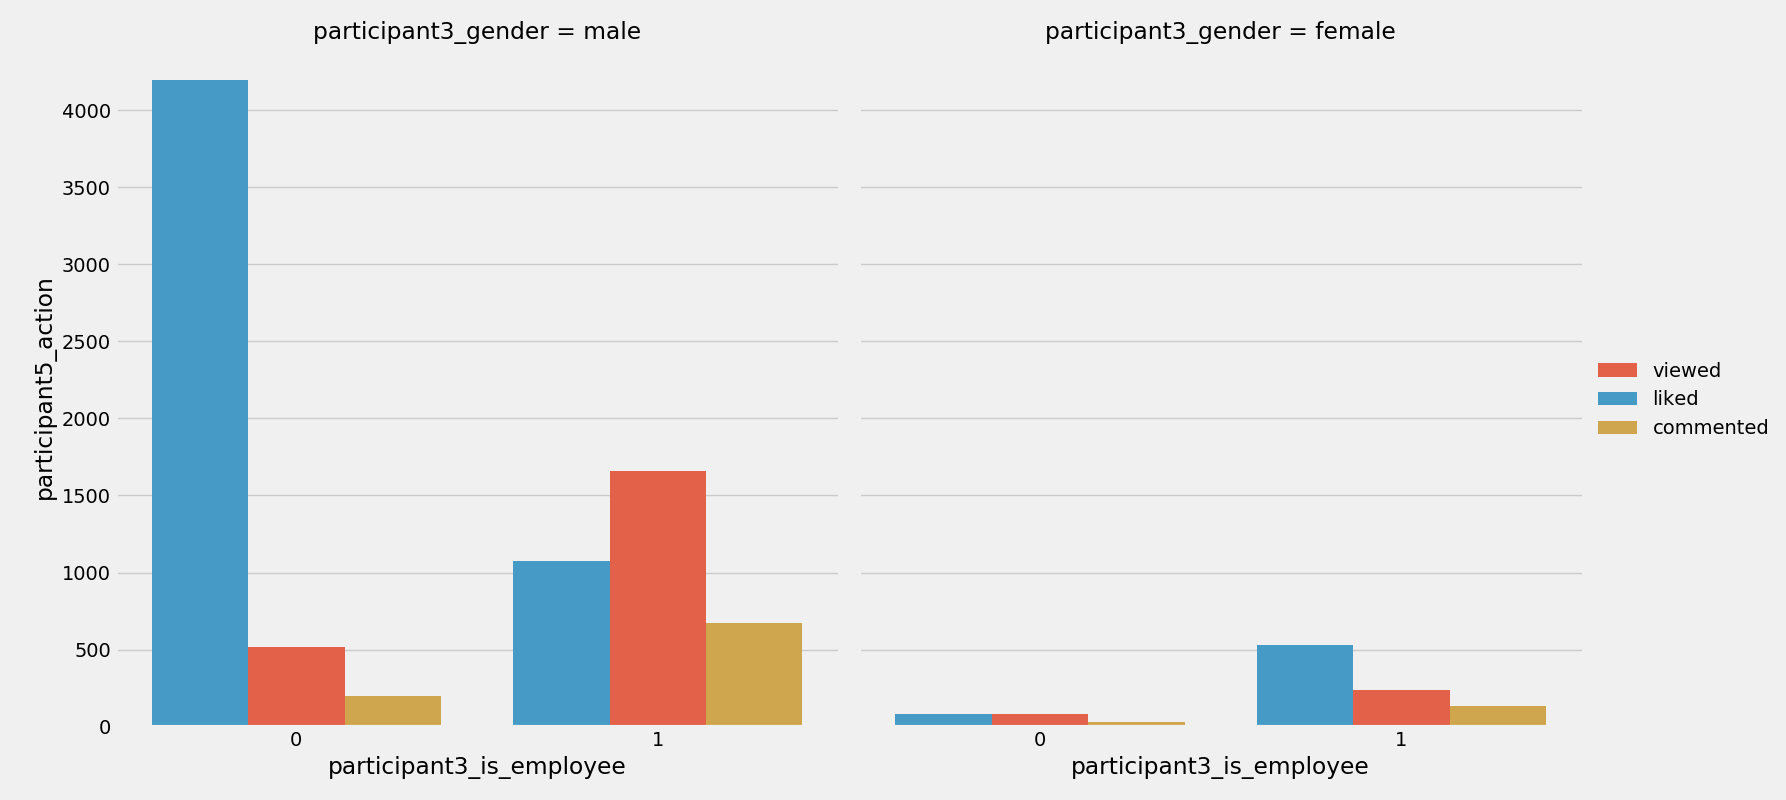 participant3_gender = male
participant3_gender = female
participant5_action
4000
3500
3000
2500
2000
1500
1000
500
0
0 1
0 1
participant3_is_employee
participant3_is_employee
viewed
liked
commented